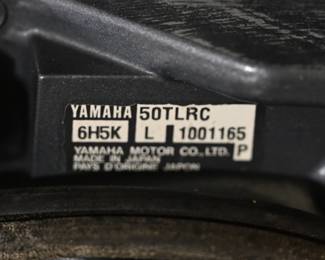 YAMAHA 50TLRC
6H5K L 1001165
YAMAHA MOTOR CO., LTD. P
MADE IN JAPAN
PAYS D'ORIGINE JAPON